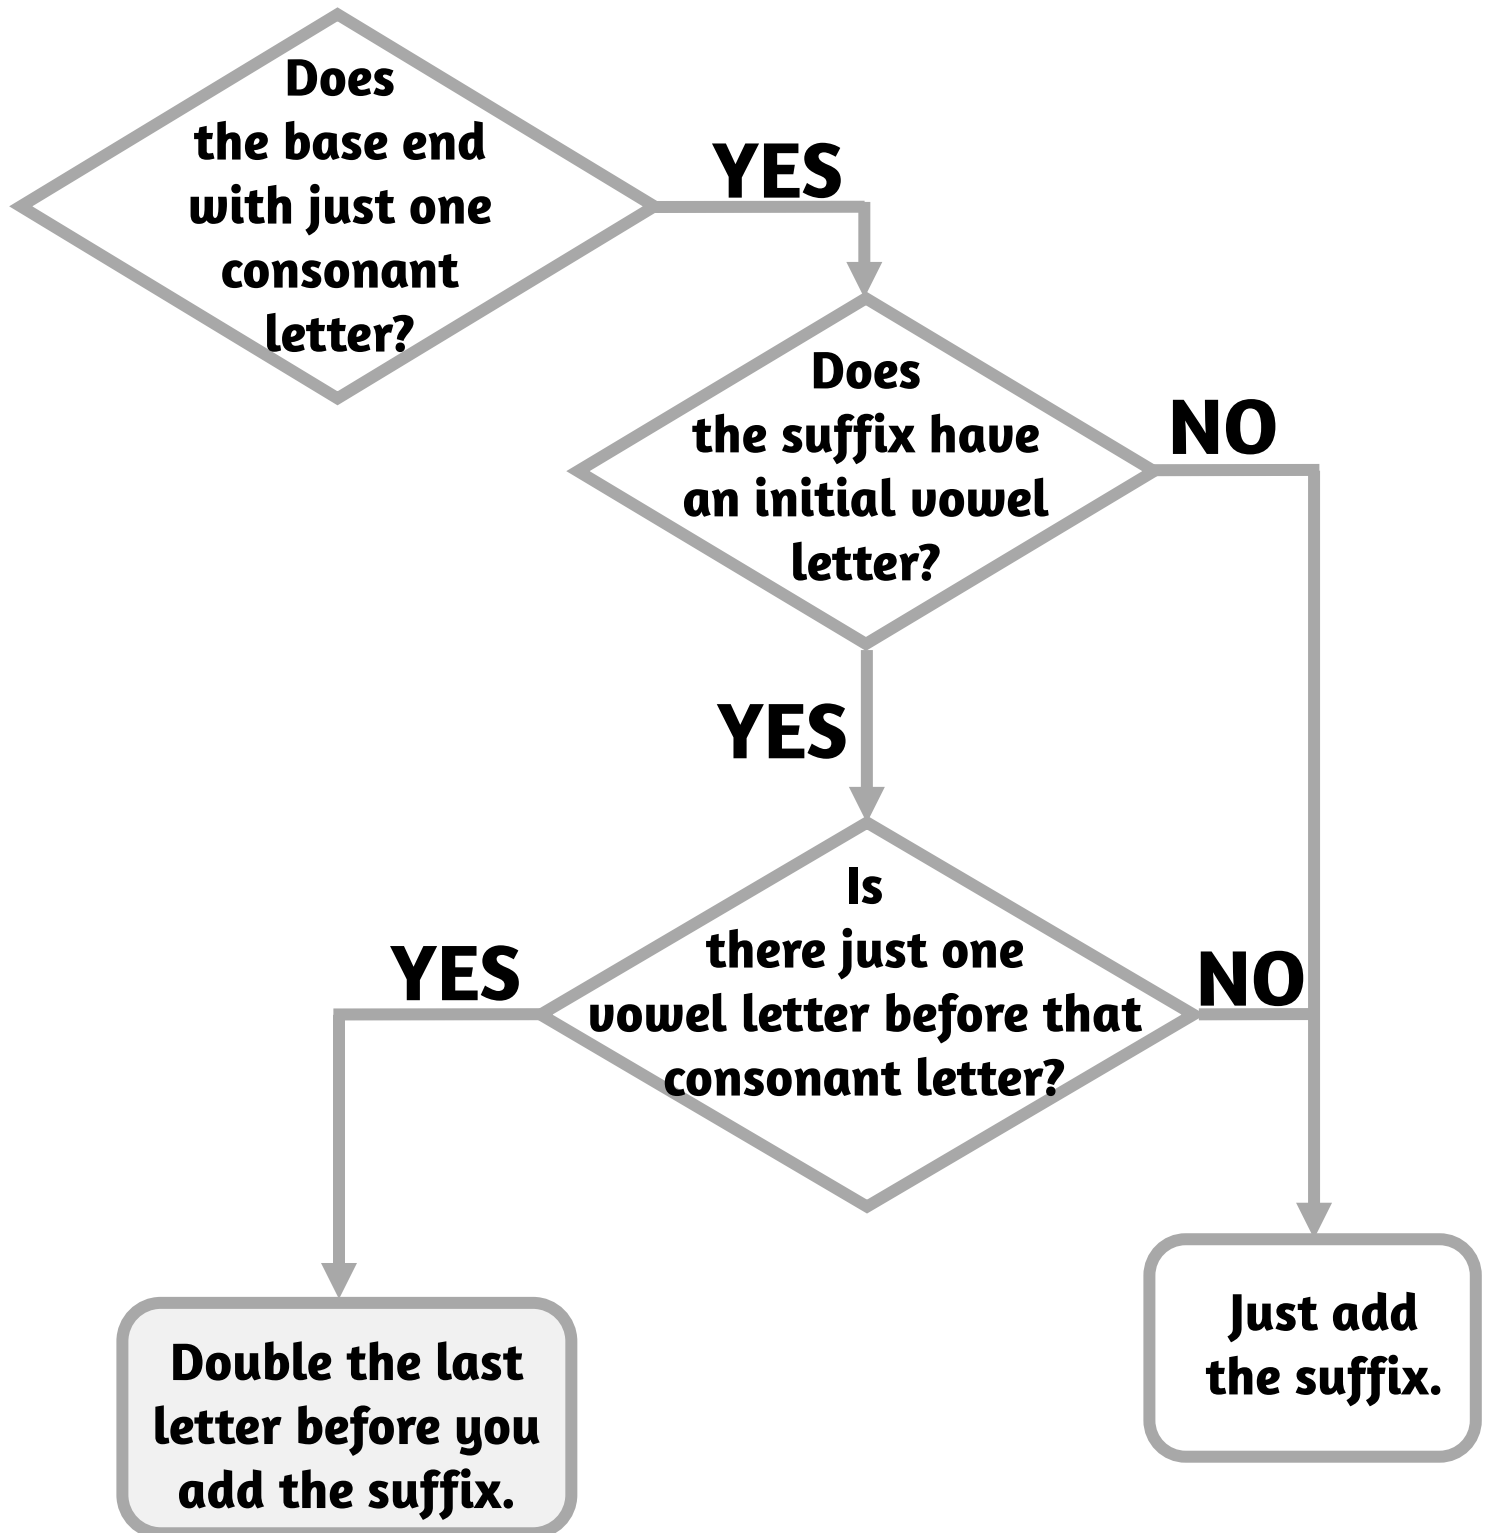 Does
the base end
with just one
consonant
letter?
YES
Does
the suffix have
an initial vowel
letter?
NO
YES
Is
there just one
vowel letter before that
consonant letter?
YES
NO
Just add
the suffix.
Double the last
letter before you
add the suffix.